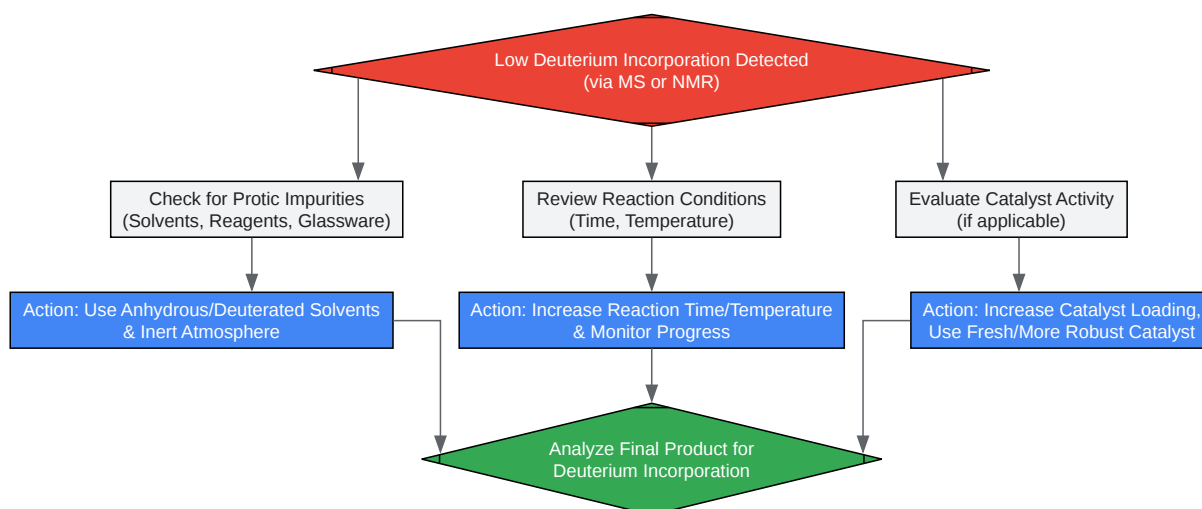 Low Deuterium Incorporation Detected
(via MS or NMR)
Check for Protic Impurities
(Solvents, Reagents, Glassware)
Review Reaction Conditions
(Time, Temperature)
Evaluate Catalyst Activity
(if applicable)
Action: Use Anhydrous/Deuterated Solvents
& Inert Atmosphere
Action: Increase Reaction Time/Temperature
& Monitor Progress
Action: Increase Catalyst Loading,
Use Fresh/More Robust Catalyst
Analyze Final Product for
Deuterium Incorporation